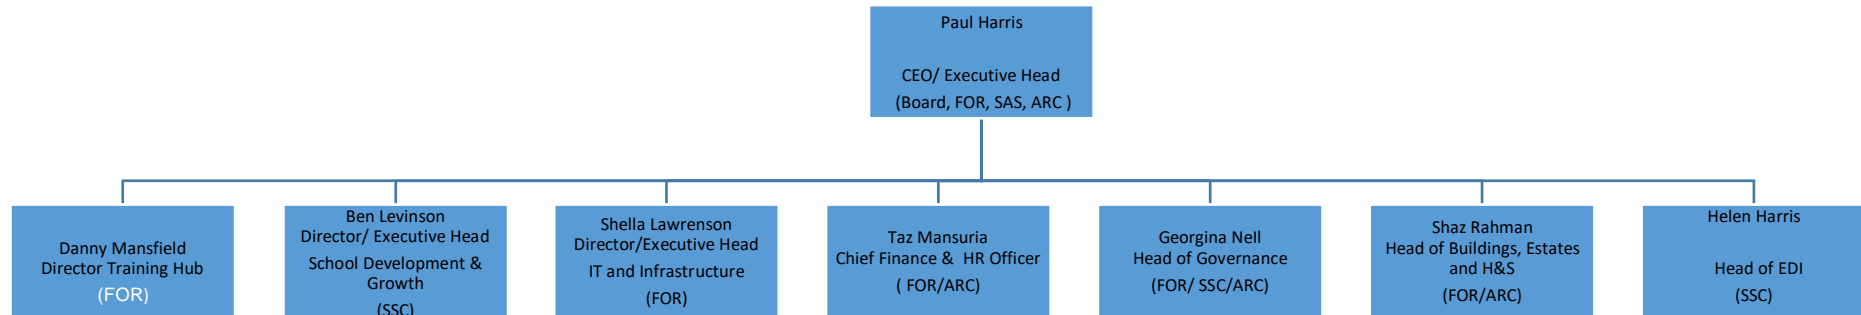 Paul Harris
CEO/ Executive Head
(Board, FOR, SAS, ARC )
Danny Mansfield
Director Training Hub
(FOR)
Ben Levinson
Director/ Executive Head
School Development &
Growth
(SSC)
Shella Lawrenson
Director/Executive Head
IT and Infrastructure
(FOR)
Taz Mansuria
Chief Finance & HR Officer
( FOR/ARC)
Georgina Nell
Head of Governance
(FOR/ SSC/ARC)
Shaz Rahman
Head of Buildings, Estates
and H&S
(FOR/ARC)
Helen Harris
Head of EDI
(SSC)